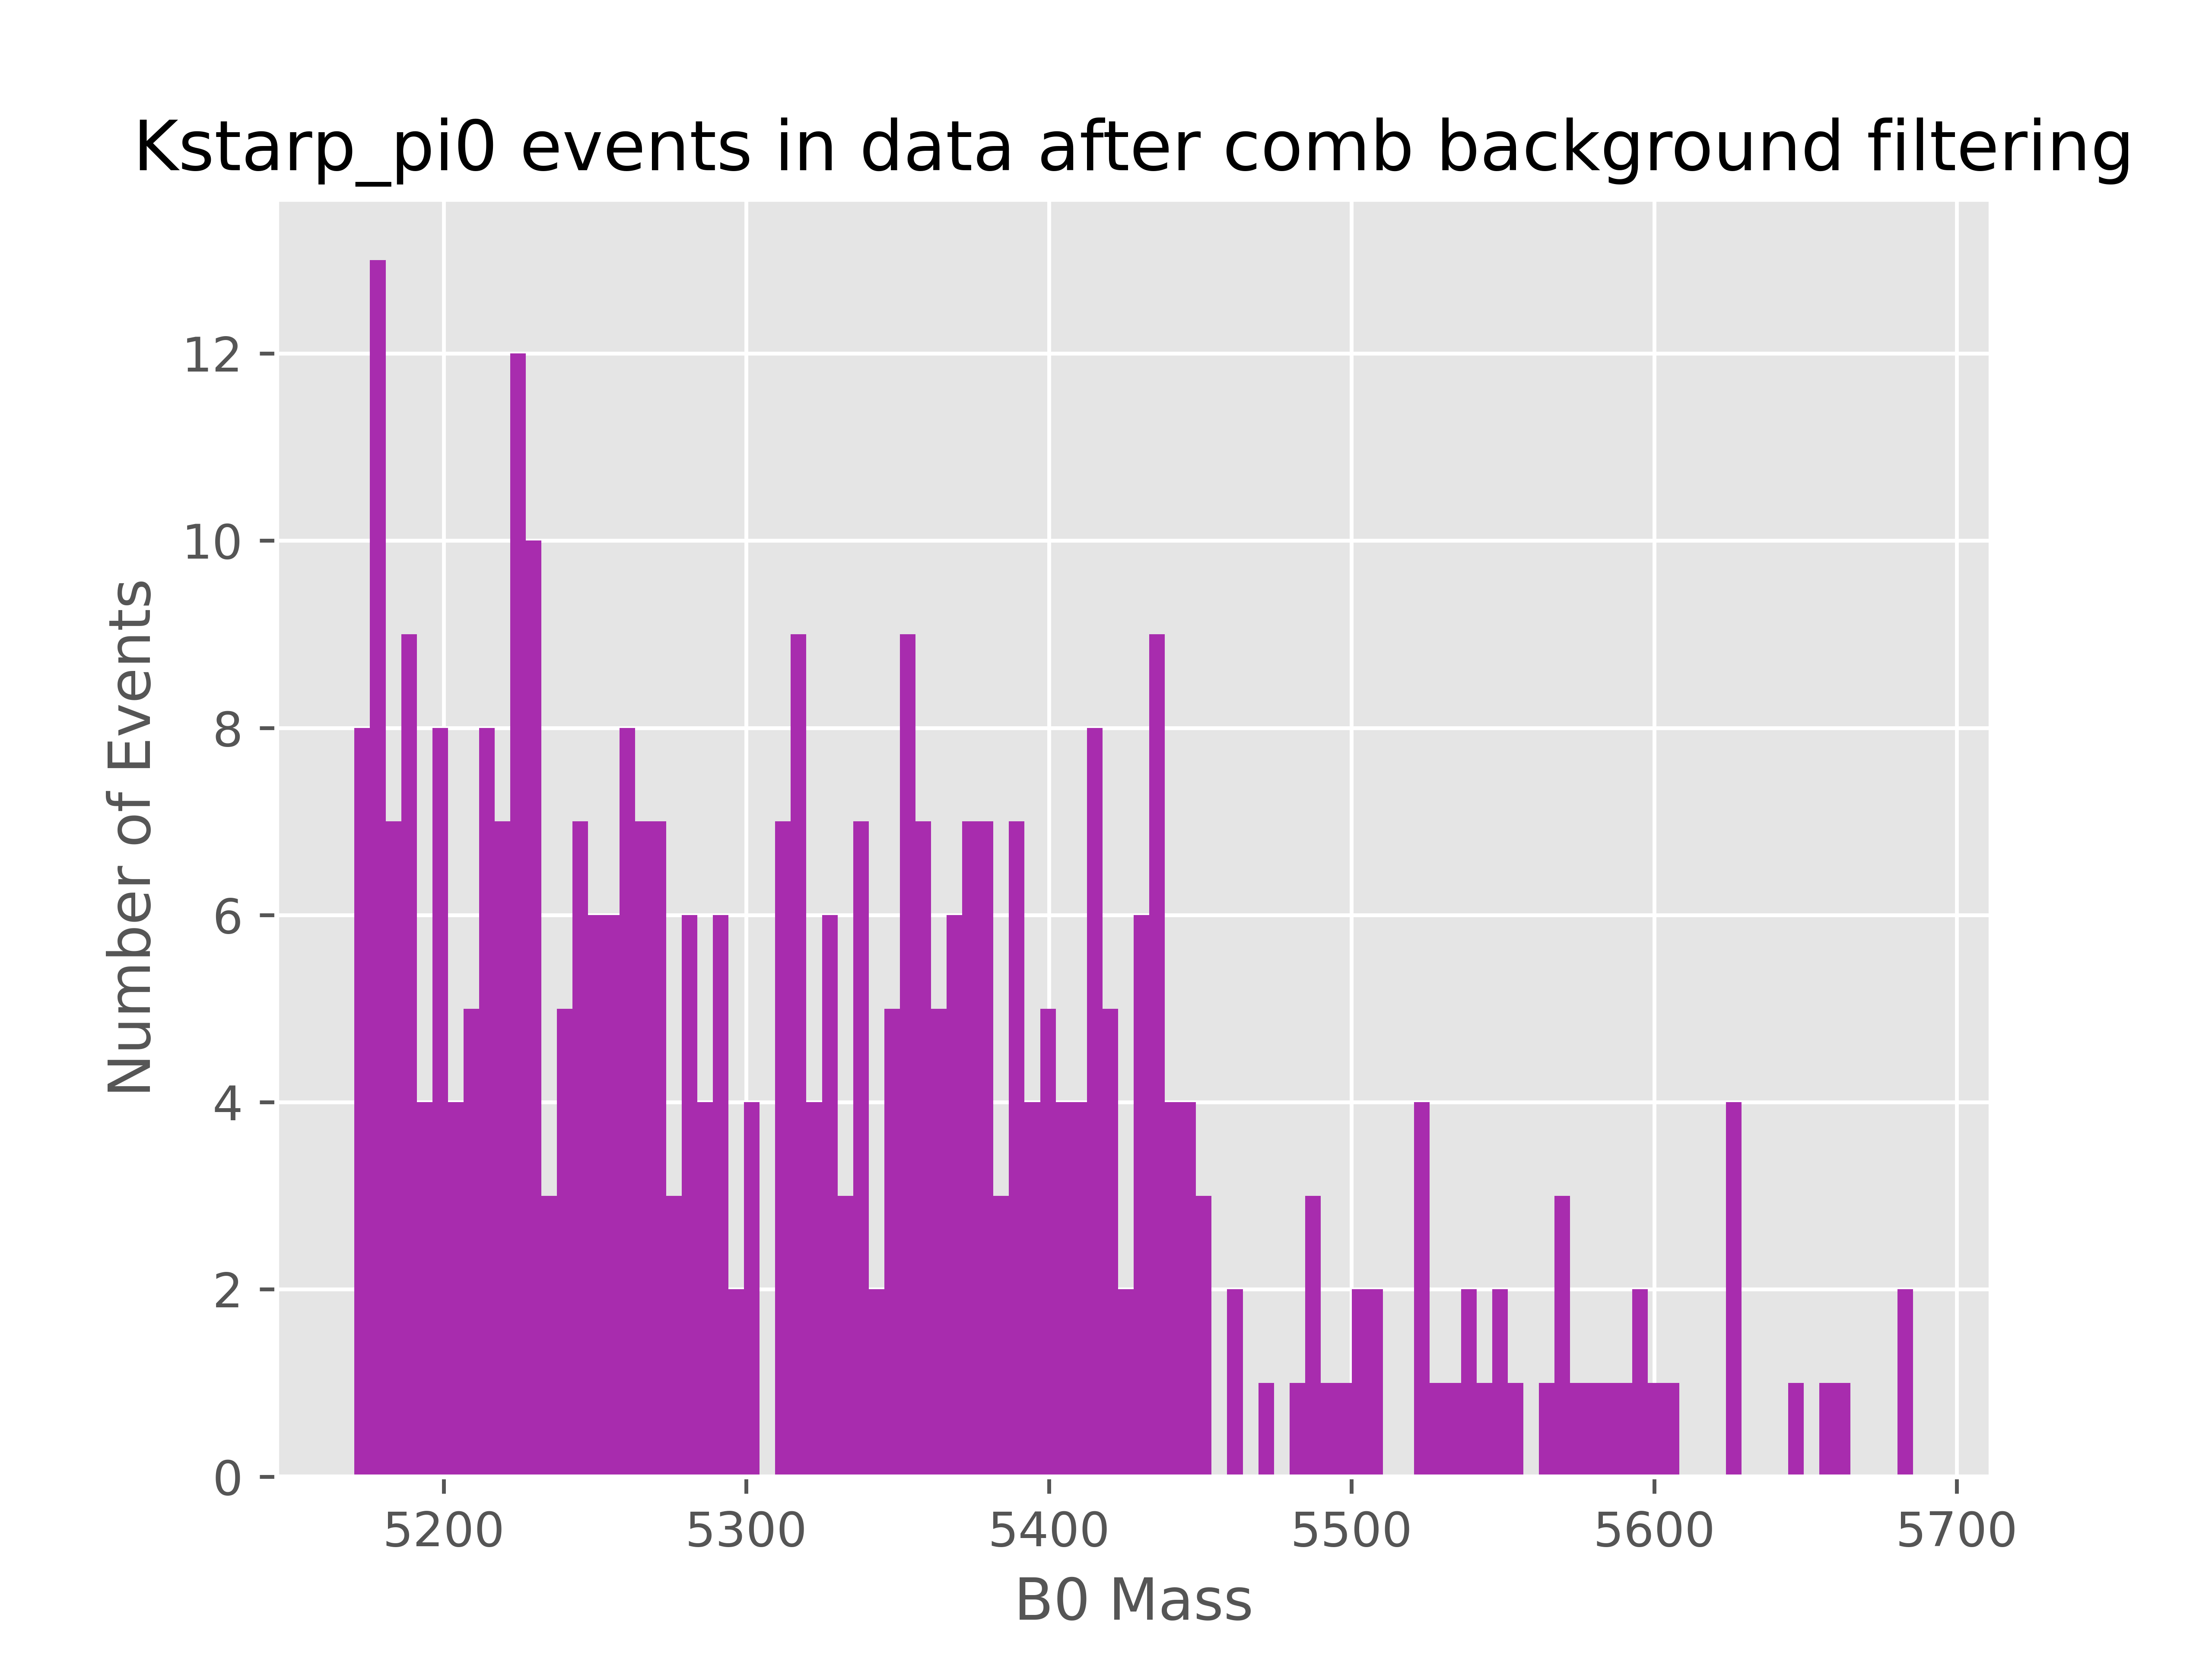 Kstarp_pi0 events in data after comb background filtering
Number of Events
12
10
8
6
4
2
0
5200 5300 5400 5500 5600 5700
B0 Mass